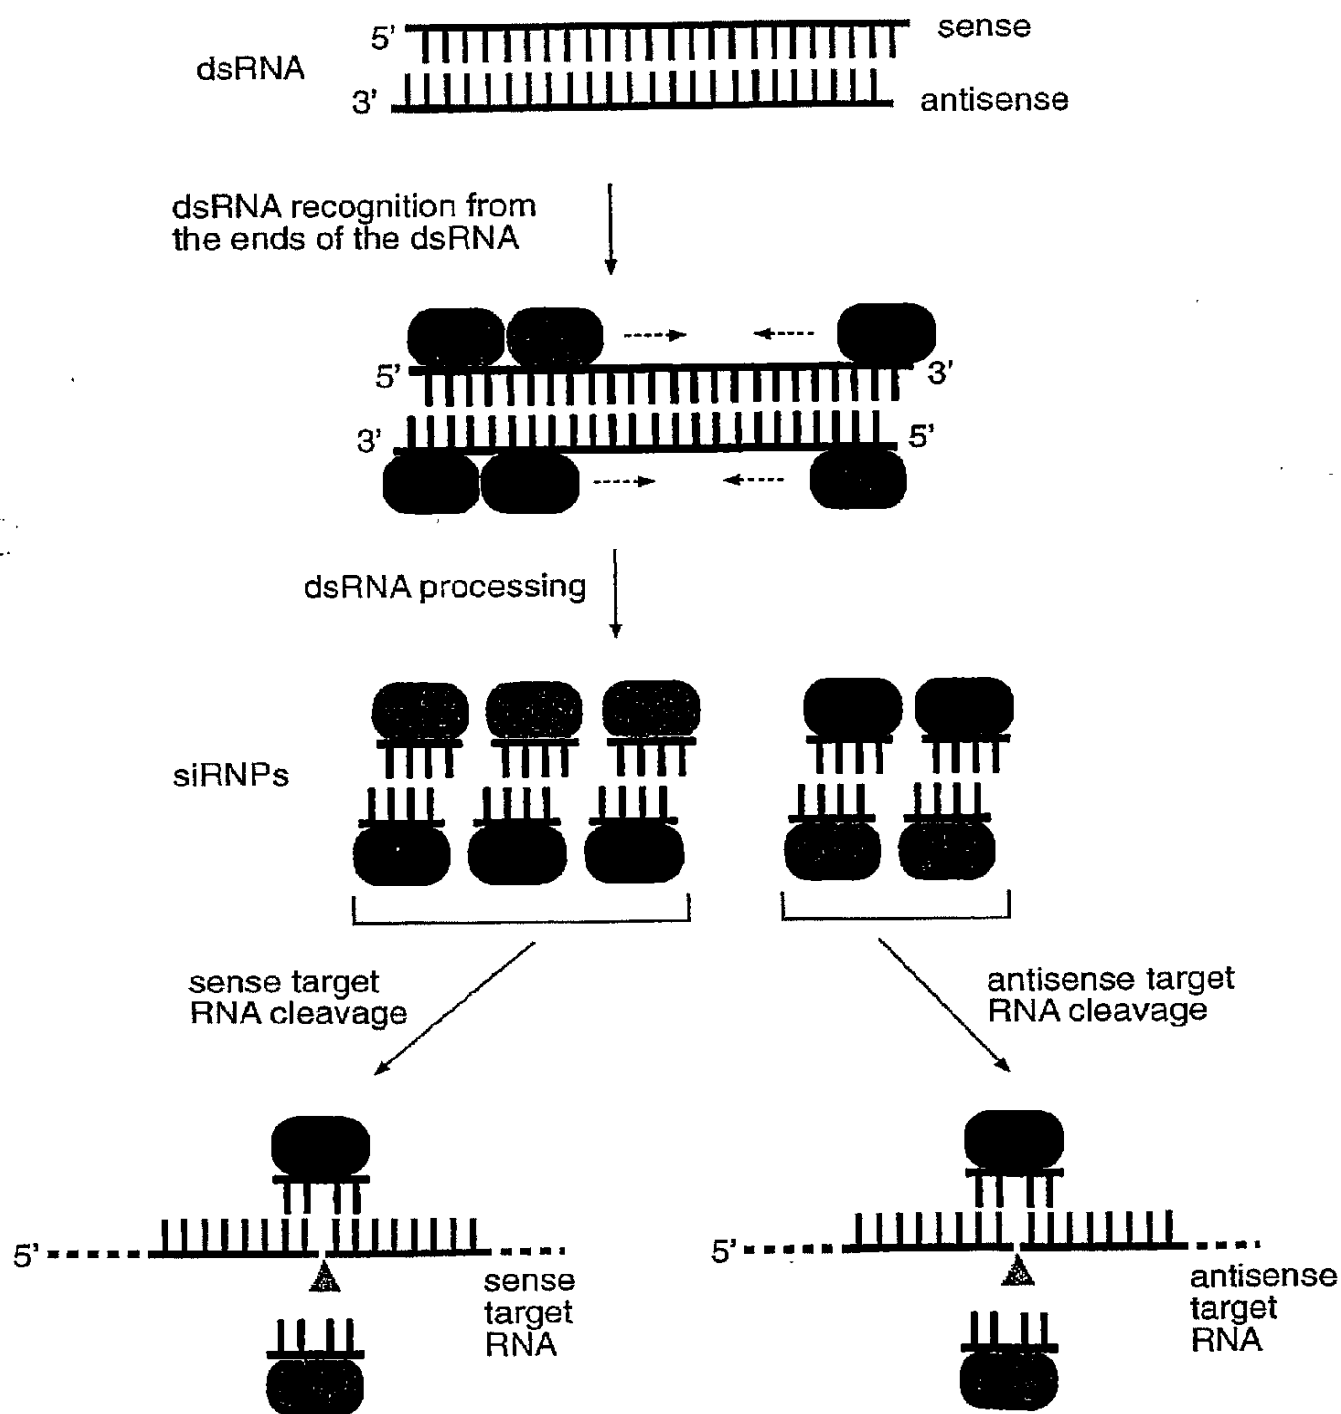 5' sense
dsRNA
3' antisense
dsRNA recognition from
the ends of the dsRNA
5' 3'
3' 5'
dsRNA processing
siRNPs
sense target
RNA cleavage
antisense target
RNA cleavage
5'
sense
target
RNA
5'
antisense
target
RNA